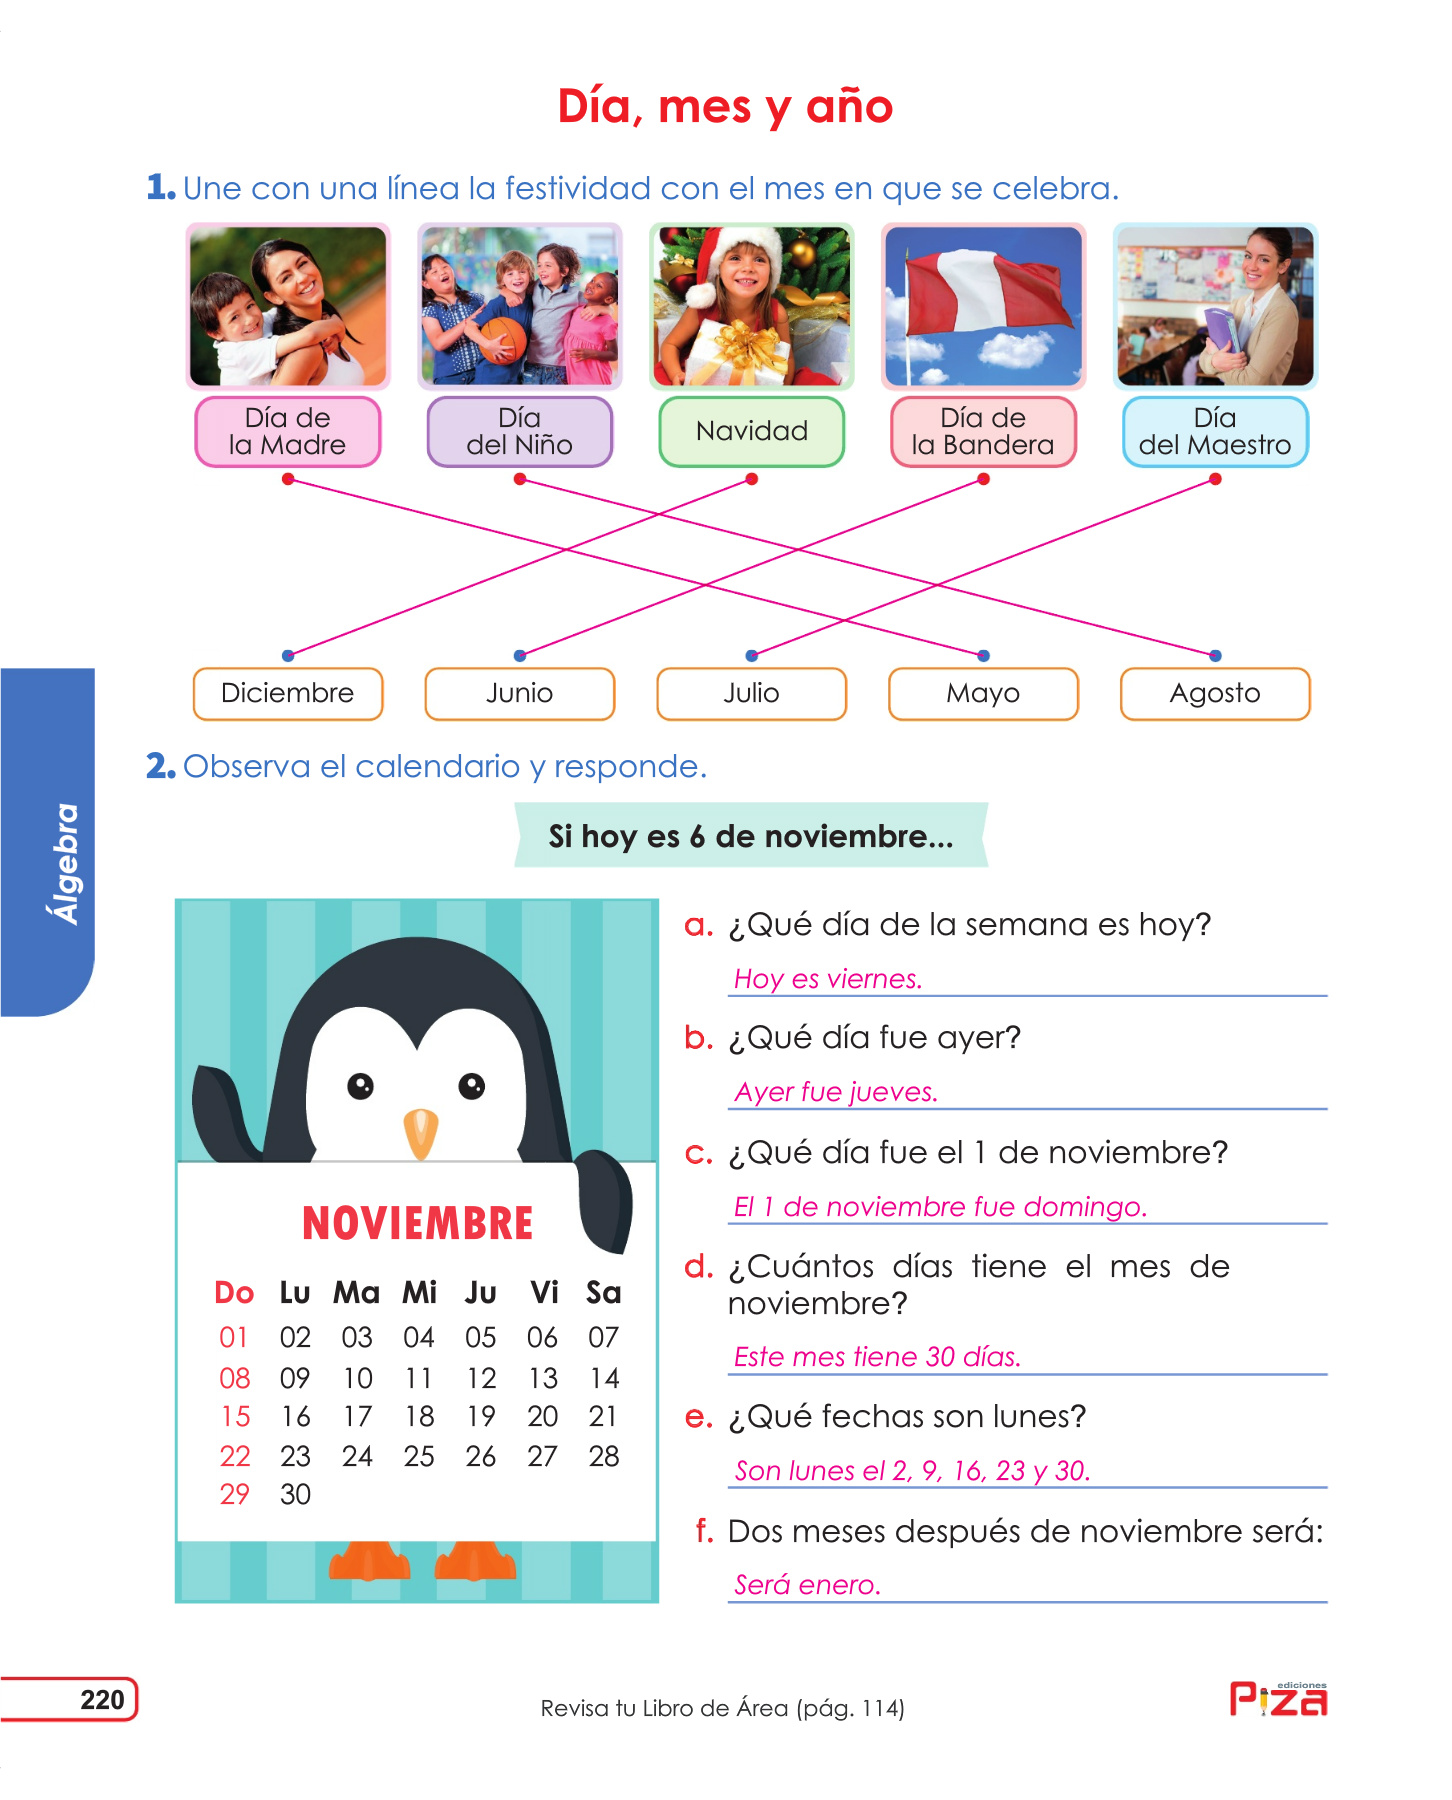 Día, mes y año
1. Une con una línea la festividad con el mes en que se celebra.
Día de
la Madre
Día
del Niño
Navidad
Día de
la Bandera
Día
del Maestro
Diciembre
Junio
Julio
Mayo
Agosto
2. Observa el calendario y responde.
Álgebra
Si hoy es 6 de noviembre...
NOVIEMBRE
Do Lu Ma Mi Ju Vi Sa
01 02 03 04 05 06 07
08 09 10 11 12 13 14
15 16 17 18 19 20 21
22 23 24 25 26 27 28
29 30
a. ¿Qué día de la semana es hoy?
Hoy es viernes.
b. ¿Qué día fue ayer?
Ayer fue jueves.
c. ¿Qué día fue el 1 de noviembre?
El 1 de noviembre fue domingo.
d. ¿Cuántos días tiene el mes de
noviembre?
Este mes tiene 30 días.
e. ¿Qué fechas son lunes?
Son lunes el 2, 9, 16, 23 y 30.
f. Dos meses después de noviembre será:
Será enero.
220
Revisa tu Libro de Área (pág. 114)
ediciones
Piza